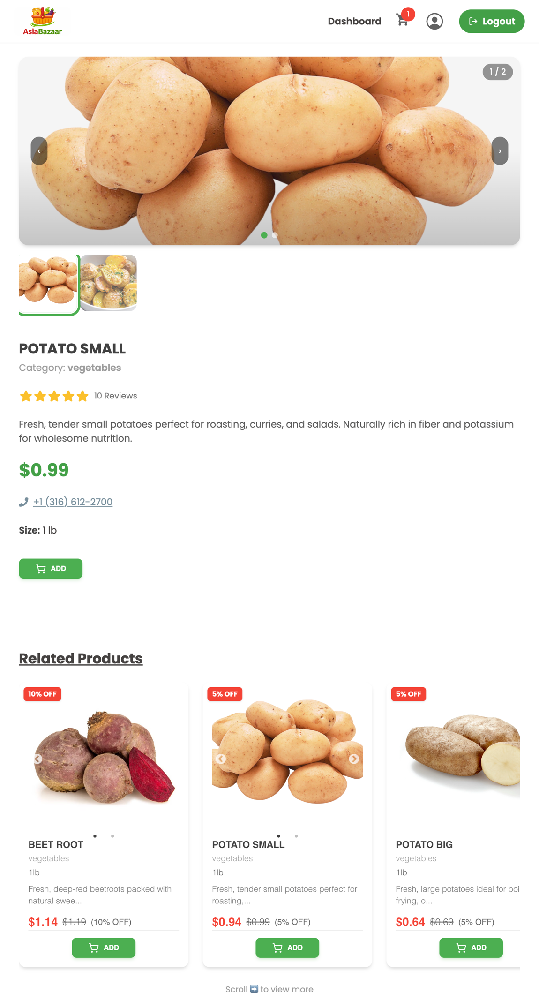 AsiaBazaar
Dashboard
1
Logout
1 / 2
‹
›
POTATO SMALL
Category: vegetables
10 Reviews
Fresh, tender small potatoes perfect for roasting, curries, and salads. Naturally rich in fiber and potassium
for wholesome nutrition.
$0.99
+1 (316) 612-2700
Size: 1 lb
ADD
Related Products
10% OFF
BEET ROOT
vegetables
1lb
Fresh, deep-red beetroots packed with
natural swee...
$1.14 $1.19 (10% OFF)
ADD
5% OFF
POTATO SMALL
vegetables
1lb
Fresh, tender small potatoes perfect for
roasting,...
$0.94 $0.99 (5% OFF)
ADD
5% OFF
POTATO BIG
vegetables
1lb
Fresh, large potatoes ideal for boi
frying, o...
$0.64 $0.69 (5% OFF)
ADD
Scroll ➡️ to view more